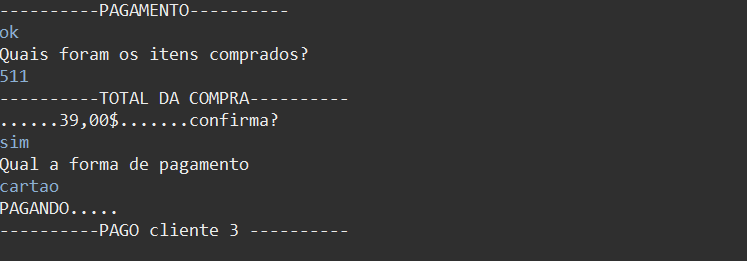 ----------PAGAMENTO----------
ok
Quais foram os itens comprados?
511
----------TOTAL DA COMPRA----------
......39,00$.......confirma?
sim
Qual a forma de pagamento
cartao
PAGANDO.....
----------PAGO cliente 3 ----------